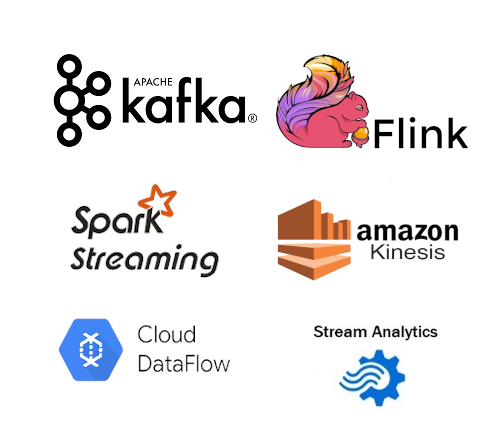 APACHE
kafka®
Flink
Spark
Streaming
amazon
Kinesis
Cloud
DataFlow
Stream Analytics